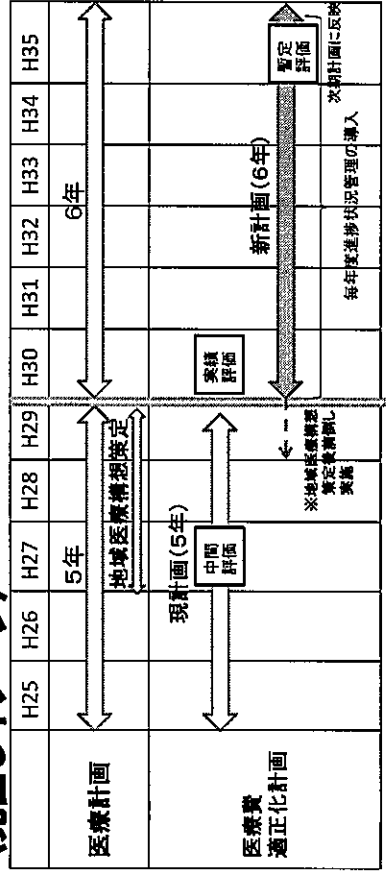 H25 H26 H27 H28 H29 H30 H31 H32 H33 H34 H35
医療計画
5年
6年
地域医療構想策定
医療費
適正化計画
現計画(5年)
中間
評価
実績
評価
※地域医療構想
策定後前倒し
実施
新計画(6年)
暫定
評価
毎年度進捗状況管理の導入
次期計画に反映